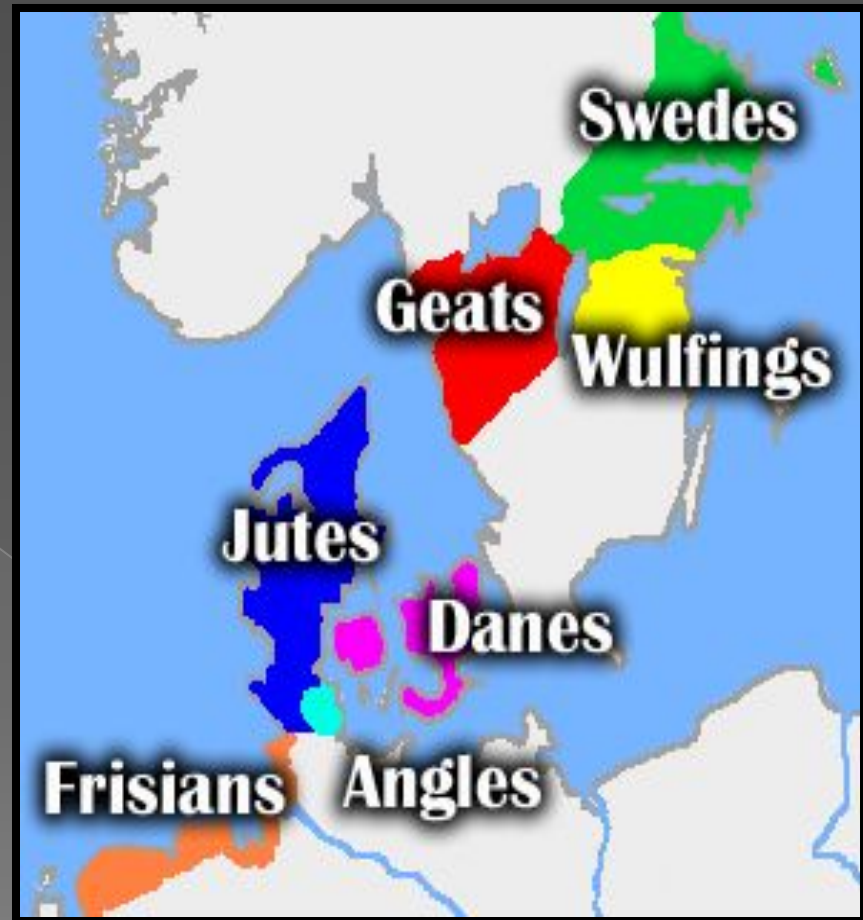 Swedes
Geats
Wulfings
Jutes
Danes
Frisians
Angles